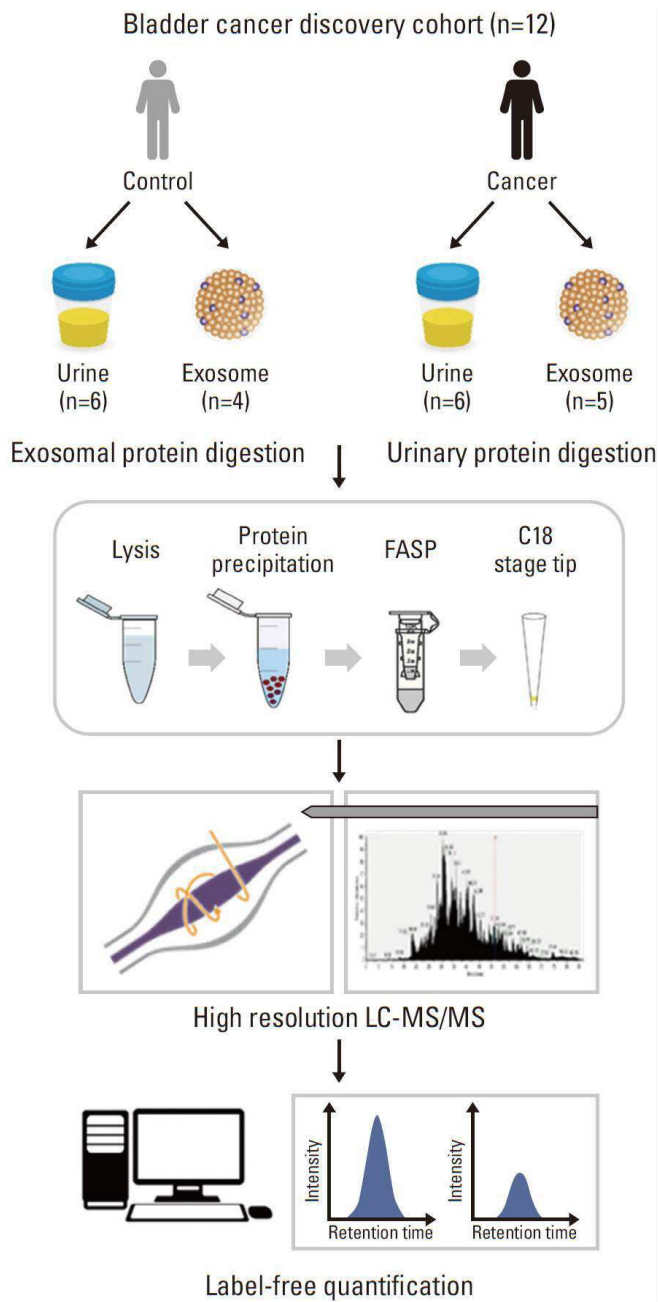 Bladder cancer discovery cohort (n=12)
Control
Cancer
Urine
(n=6)
Exosome
(n=4)
Urine
(n=6)
Exosome
(n=5)
Exosomal protein digestion
Urinary protein digestion
Lysis
Protein
precipitation
FASP
C18
stage tip
High resolution LC-MS/MS
Intensity
Retention time
Intensity
Retention time
Label-free quantification